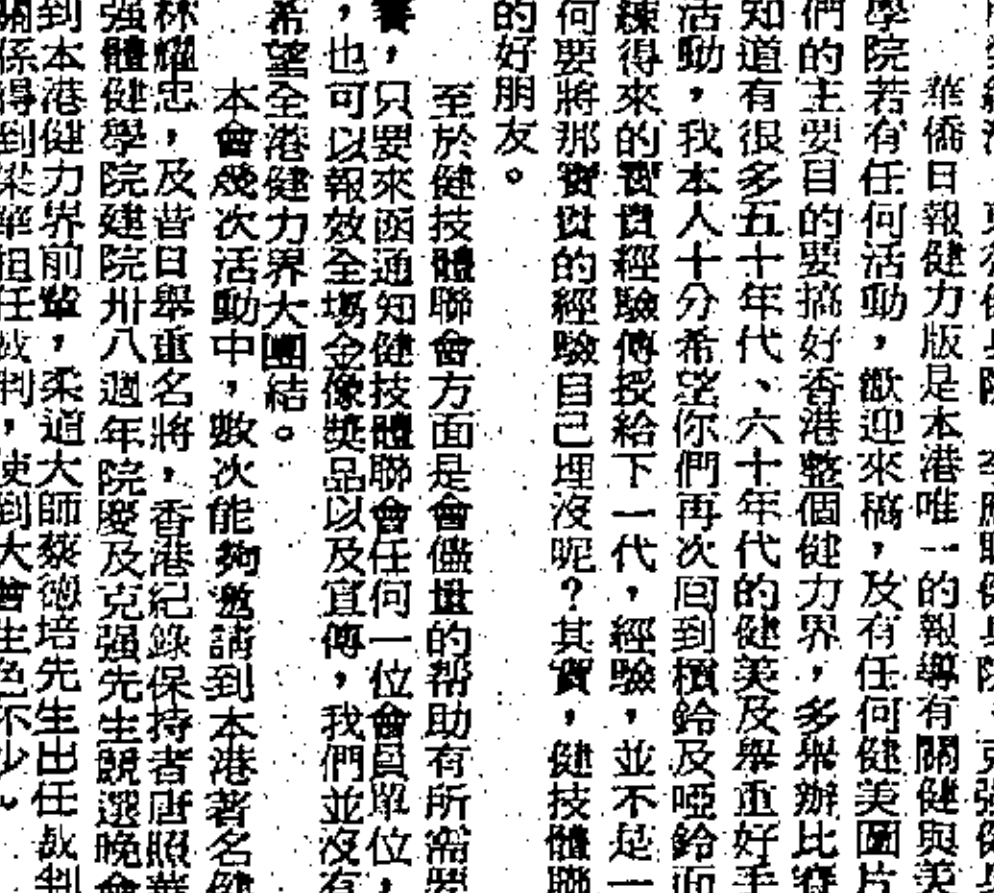 華僑日報健力版是本港唯一的報導有關健與美
學院若有任何活動，歡迎來稿，及有任何健美圖片
們的主要目的要搞好香港整個健力界，多舉辦比賽
知道有很多五十年代、六十年代的健美及舉重好手
活動，我本人十分希望你們再次回到檳鈴及啞鈴而
練得來的寶貴經驗傳授給下一代，經驗，並不是一
何要將那寶貴的經驗自己埋沒呢？其實，健技體聯
的好朋友。
至於健技體聯會方面是會儘量的帮助有所需要
，只要來函通知健技體聯會任何一位會員單位，
，也可以報效全場金像獎品以及宣傳，我們並沒有
希望全港健力界大團結。
本會幾次活動中，數次能夠邀請到本港著名健
林耀忠，及昔日舉重名將，香港紀錄保持者唐照華
强體健學院建院卅八週年院慶及克强先生競選晚會
到本港健力界前輩，柔道大師蔡德培先生出任裁判
關係得到梁華担任裁判，使到大會生色不少。